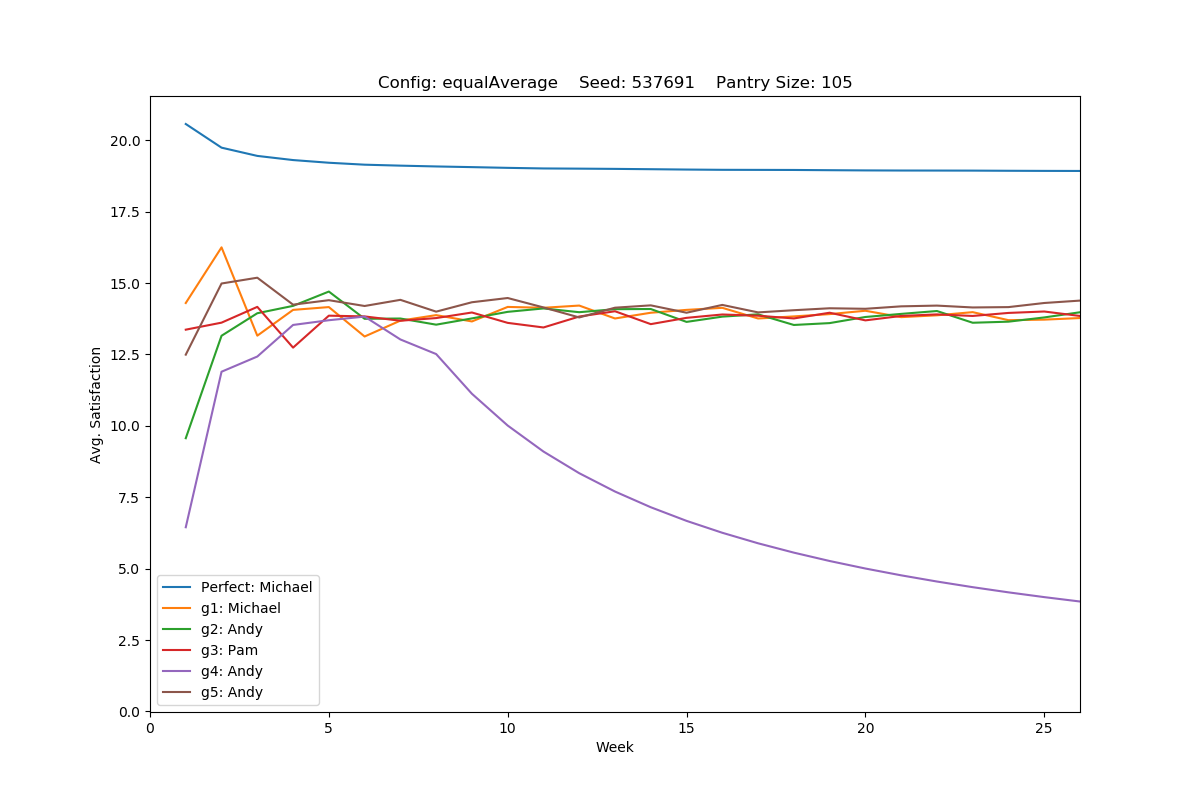 Config: equalAverage    Seed: 537691    Pantry Size: 105
20.0
17.5
15.0
12.5
10.0
7.5
5.0
2.5
0.0
Avg. Satisfaction
Perfect: Michael
g1: Michael
g2: Andy
g3: Pam
g4: Andy
g5: Andy
0 5 10 15 20 25
Week